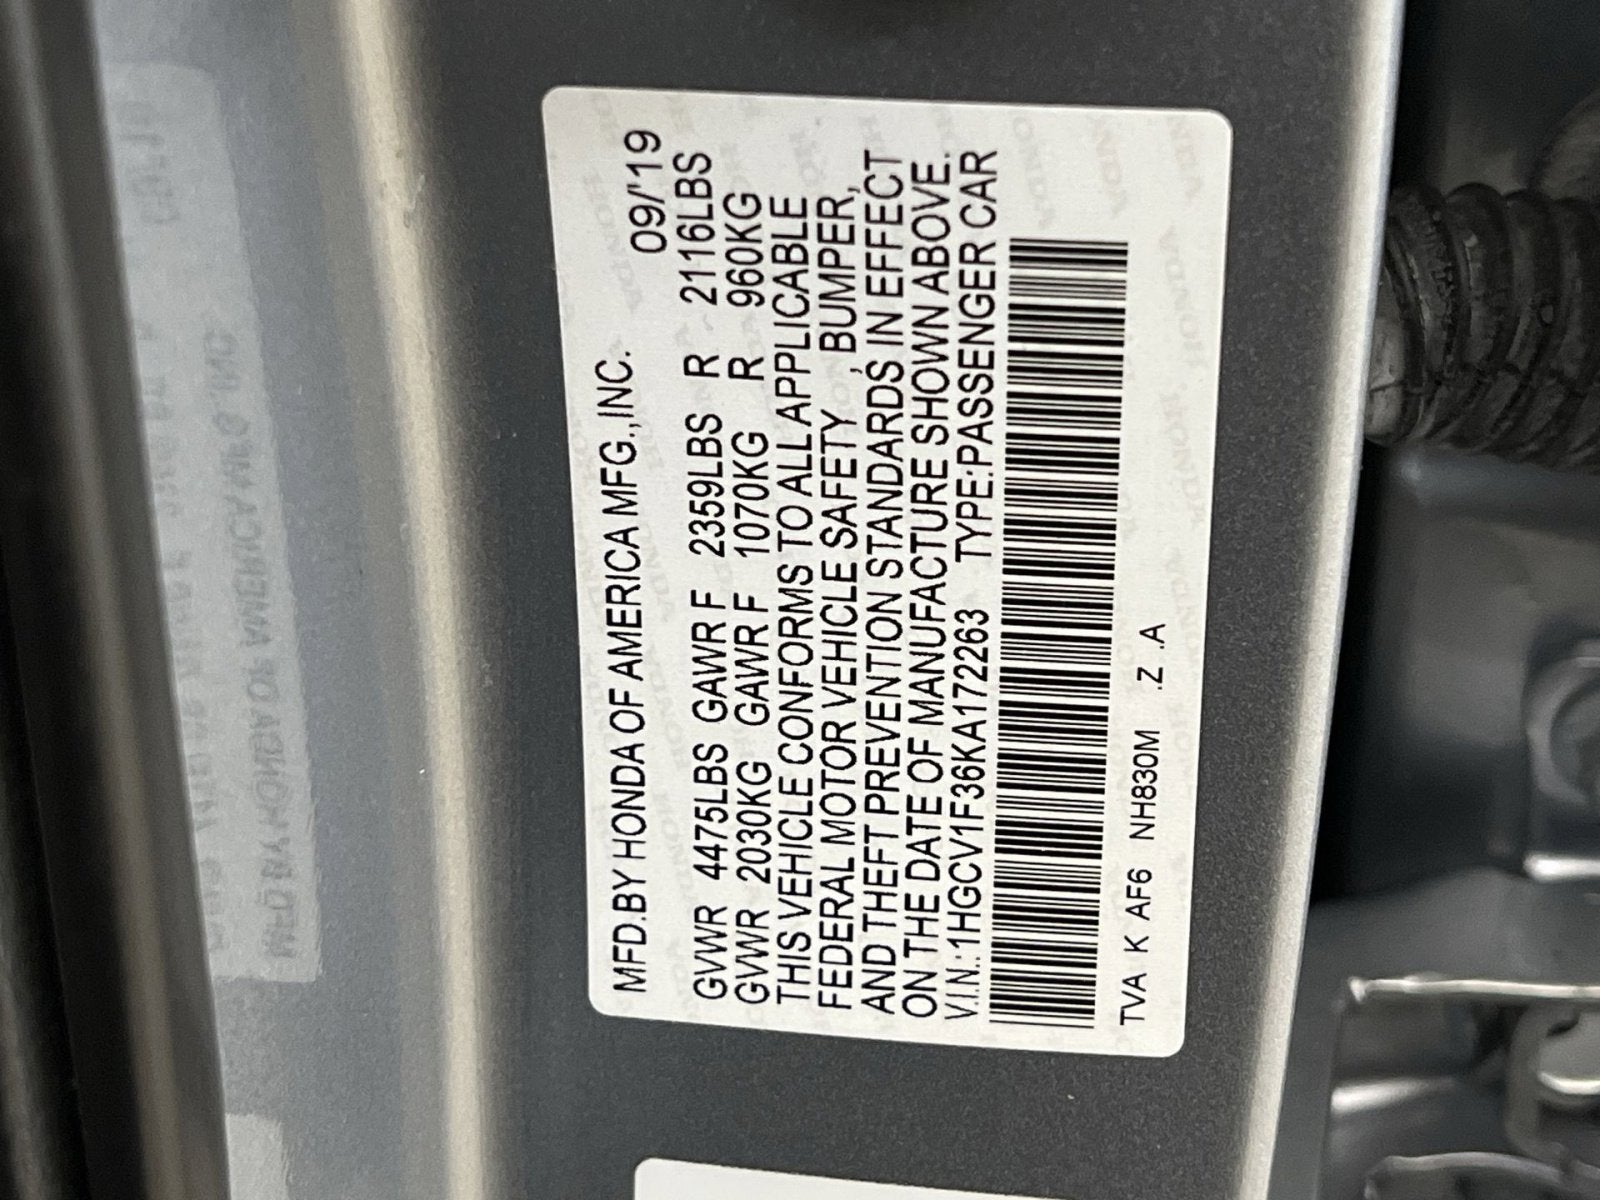 MFD.BY HONDA OF AMERICA MFG.,INC.
09/'19
GVWR 4475LBS GAWR F 2359LBS R 2116LBS
GVWR 2030KG GAWR F 1070KG R 960KG
THIS VEHICLE CONFORMS TO ALL APPLICABLE
FEDERAL MOTOR VEHICLE SAFETY , BUMPER,
AND THEFT PREVENTION STANDARDS IN EFFECT
ON THE DATE OF MANUFACTURE SHOWN ABOVE.
V.I.N.:1HGCV1F36KA172263 TYPE:PASSENGER CAR
TVA K AF6 NH830M .Z .A